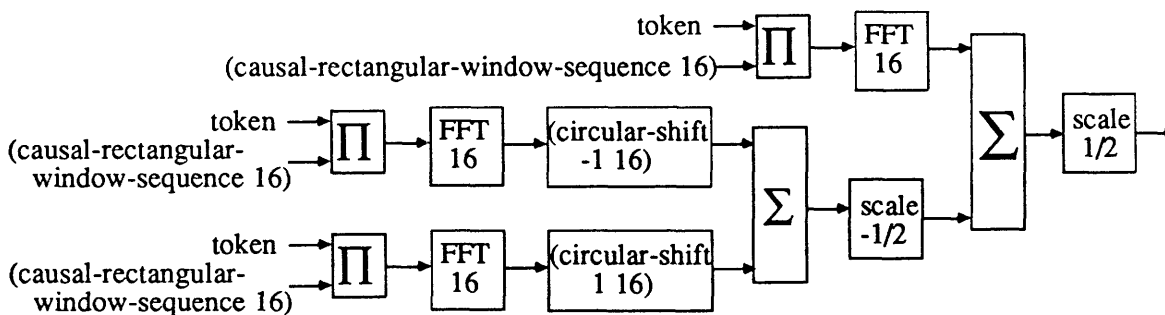 token
(causal-rectangular-window-sequence 16)
∏
FFT
16
Σ
scale
1/2
token
(causal-rectangular-
window-sequence 16)
∏
FFT
16
(circular-shift
-1 16)
Σ
scale
-1/2
token
(causal-rectangular-
window-sequence 16)
∏
FFT
16
(circular-shift
1 16)